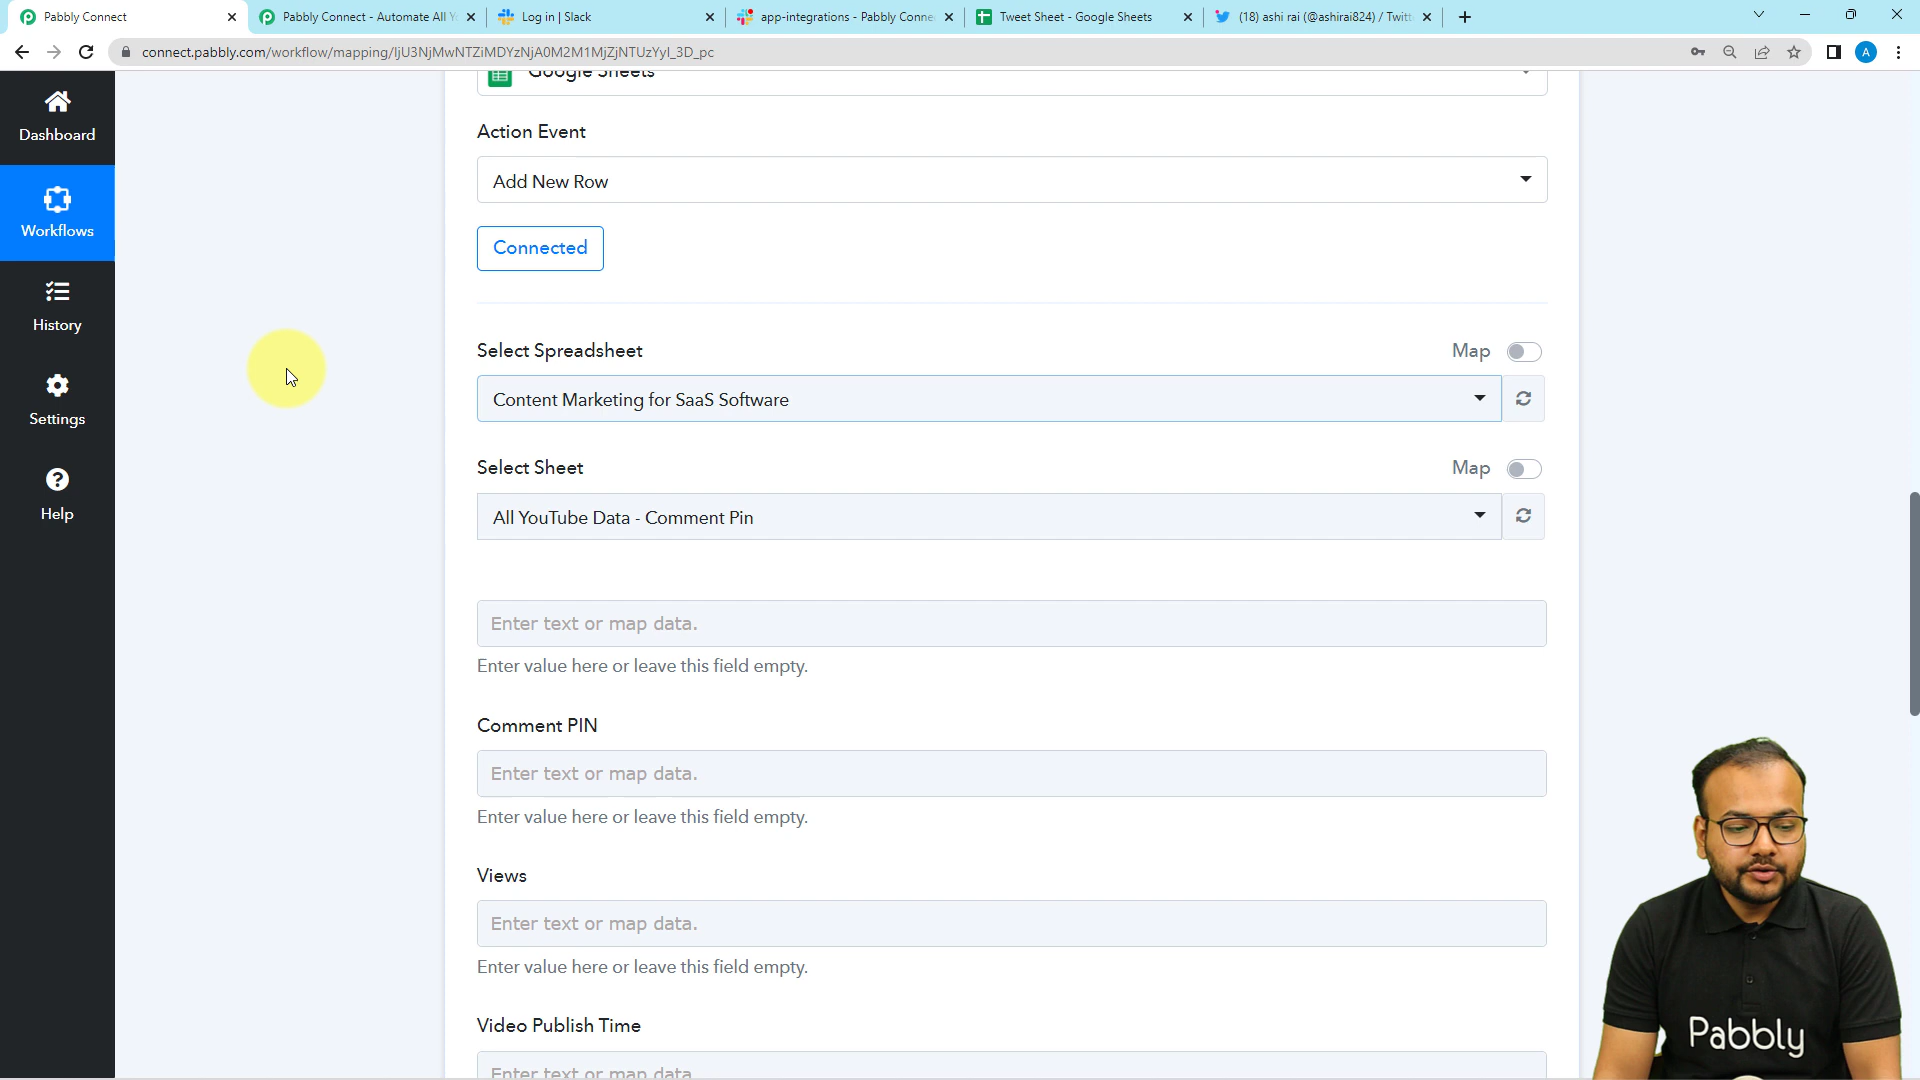 Pabbly Connect
Pabbly Connect - Automate All Y
Log in | Slack
app-integrations - Pabbly Conne
Tweet Sheet - Google Sheets
(18) ashi rai (@ashirai824) / Twitt
connect.pabbly.com/workflow/mapping/IjU3NjMwNTZiMDYzNjA0M2M1MjZjNTUzYyI_3D_pc
A
Dashboard
Workflows
History
Settings
Help
Google Sheets
Action Event
Add New Row
Connected
Select Spreadsheet
Map
Content Marketing for SaaS Software
Select Sheet
Map
All YouTube Data - Comment Pin
Enter text or map data.
Enter value here or leave this field empty.
Comment PIN
Enter text or map data.
Enter value here or leave this field empty.
Views
Enter text or map data.
Enter value here or leave this field empty.
Video Publish Time
Enter text or map data.
Pabbly